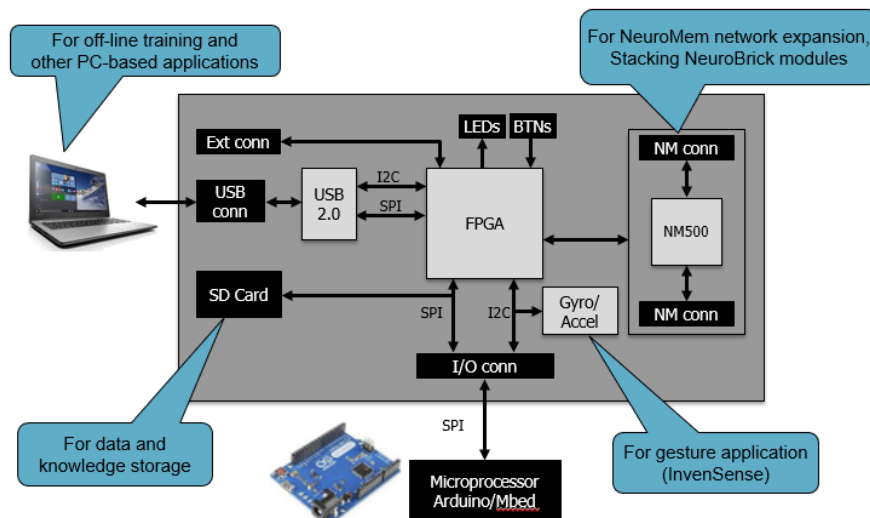 For off-line training and
other PC-based applications
For NeuroMem network expansion,
Stacking NeuroBrick modules
LEDs
BTNs
Ext conn
NM conn
I2C
USB
conn
USB
2.0
SPI
FPGA
NM500
SD Card
SPI
I2C
Gyro/
Accel
NM conn
I/O conn
For data and
knowledge storage
SPI
For gesture application
(InvenSense)
Microprocessor
Arduino/Mbed